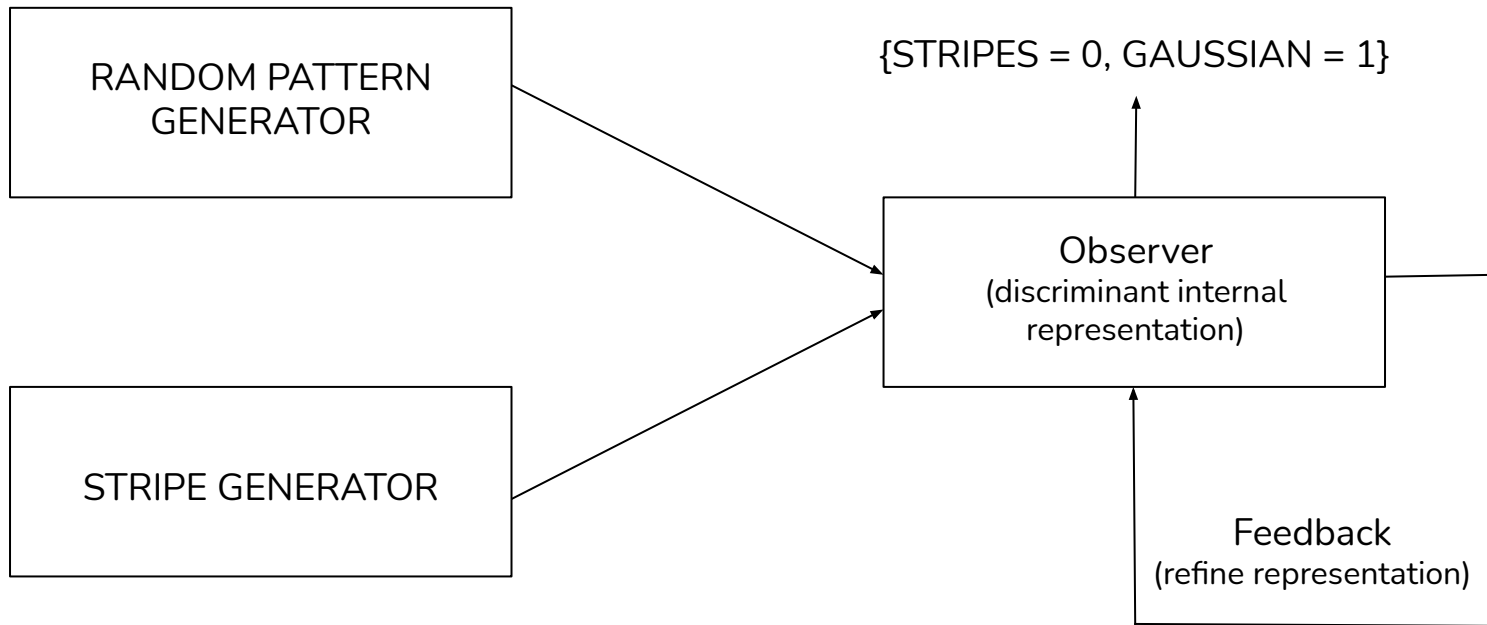 RANDOM PATTERN
GENERATOR
{STRIPES = 0, GAUSSIAN = 1}
Observer
(discriminant internal
representation)
STRIPE GENERATOR
Feedback
(refine representation)